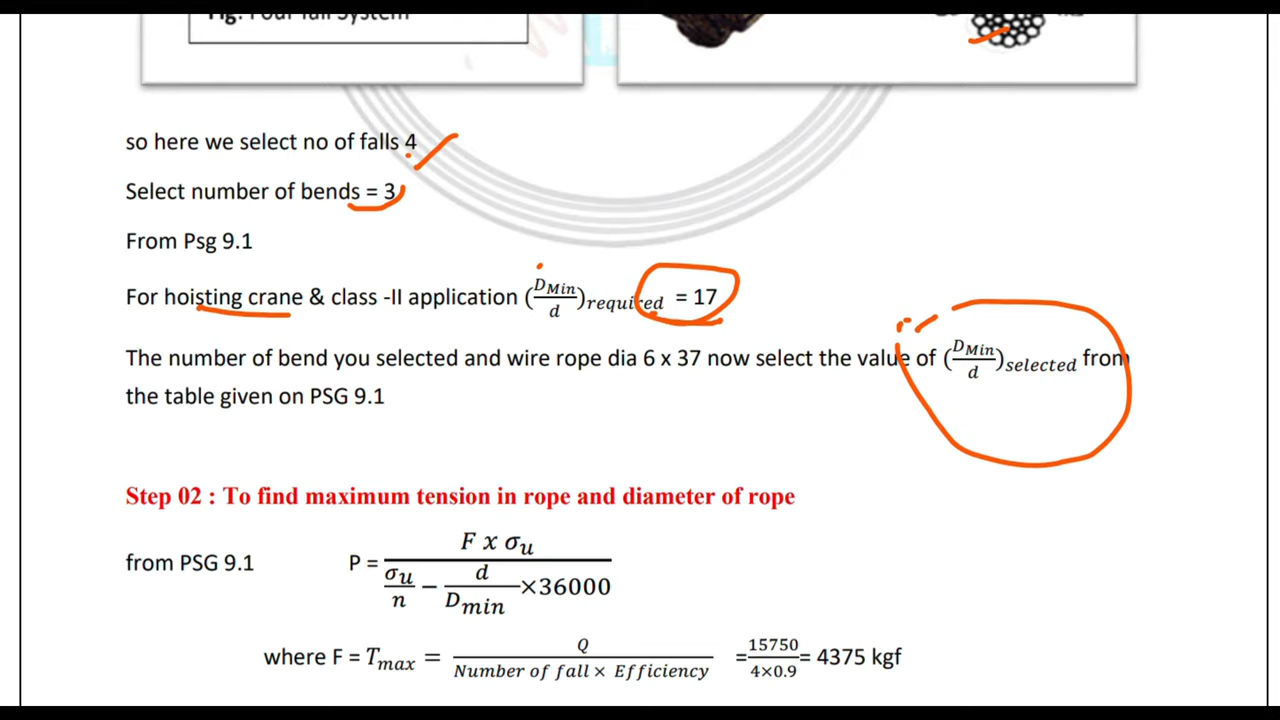 Fig. Four fall System
so here we select no of falls 4
Select number of bends = 3
From Psg 9.1
For hoisting crane & class -II application (D_Min/d)_required = 17
The number of bend you selected and wire rope dia 6 x 37 now select the value of (D_Min/d)_selected from
the table given on PSG 9.1
Step 02 : To find maximum tension in rope and diameter of rope
from PSG 9.1 P = (F x σ_u)/(σ_u/n − d/D_min ×36000)
where F = T_max = Q/(Number of fall × Efficiency) = 15750/(4×0.9) = 4375 kgf